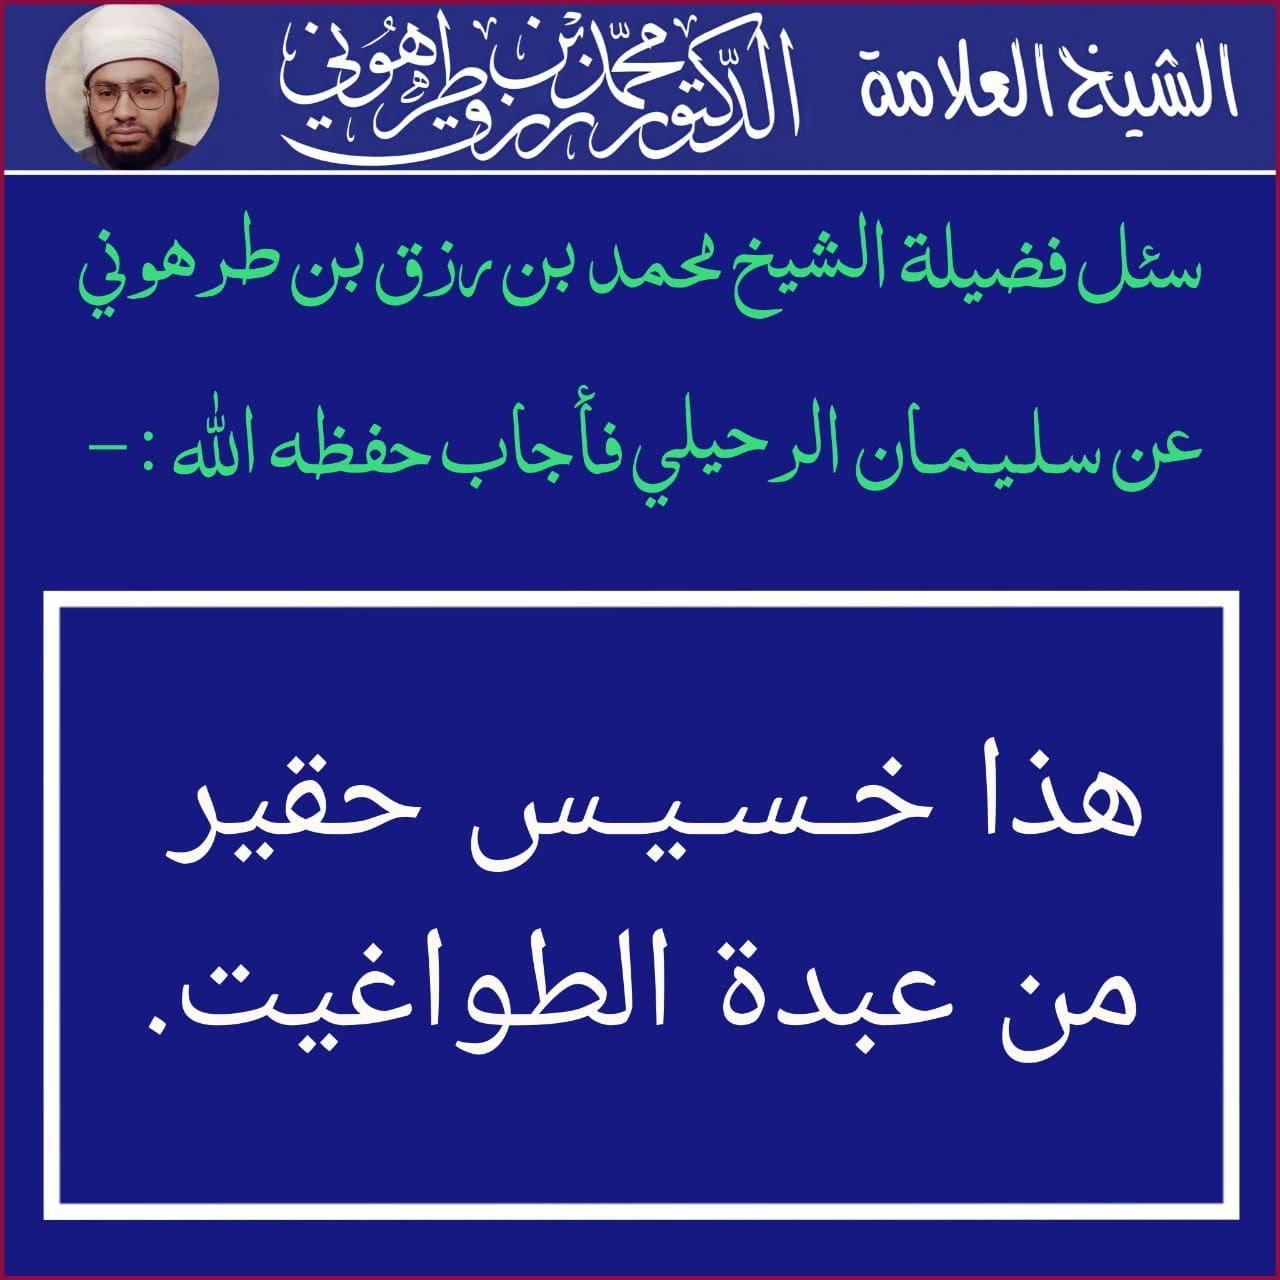 الشيخ العلامة الدكتور محمد بن رزق طرهوني
سئل فضيلة الشيخ محمد بن رزق بن طرهوني
عن سليمان الرحيلي فأجاب حفظه الله : –
هذا خسيس حقير
من عبدة الطواغيت.